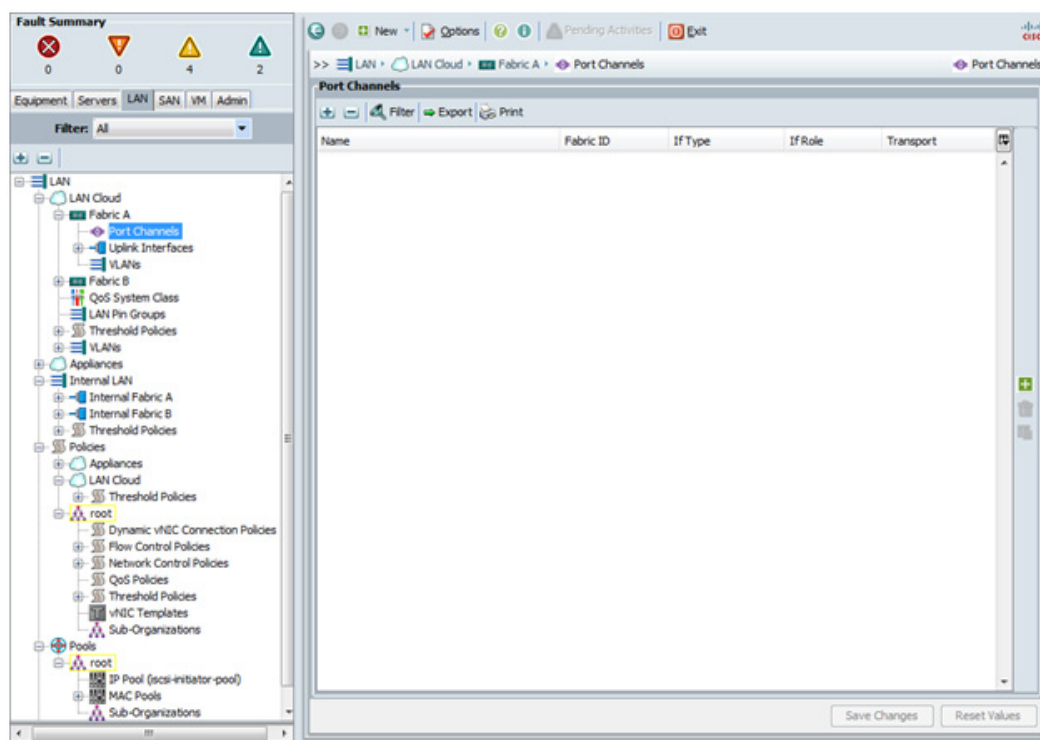 Fault Summary
0 0 4 2
Equipment Servers LAN SAN VM Admin
Filter: All
LAN
LAN Cloud
Fabric A
Port Channels
Uplink Interfaces
VLANs
Fabric B
QoS System Class
LAN Pin Groups
Threshold Policies
VLANs
Appliances
Internal LAN
Internal Fabric A
Internal Fabric B
Threshold Policies
Policies
Appliances
LAN Cloud
Threshold Policies
root
Dynamic vNIC Connection Policies
Flow Control Policies
Network Control Policies
QoS Policies
Threshold Policies
vNIC Templates
Sub-Organizations
Pools
root
IP Pool (iscsi-initiator-pool)
MAC Pools
Sub-Organizations
New Options Pending Activities Exit
>> LAN LAN Cloud Fabric A Port Channels Port Channels
Port Channels
Filter Export Print
Name Fabric ID If Type If Role Transport
Save Changes Reset Values